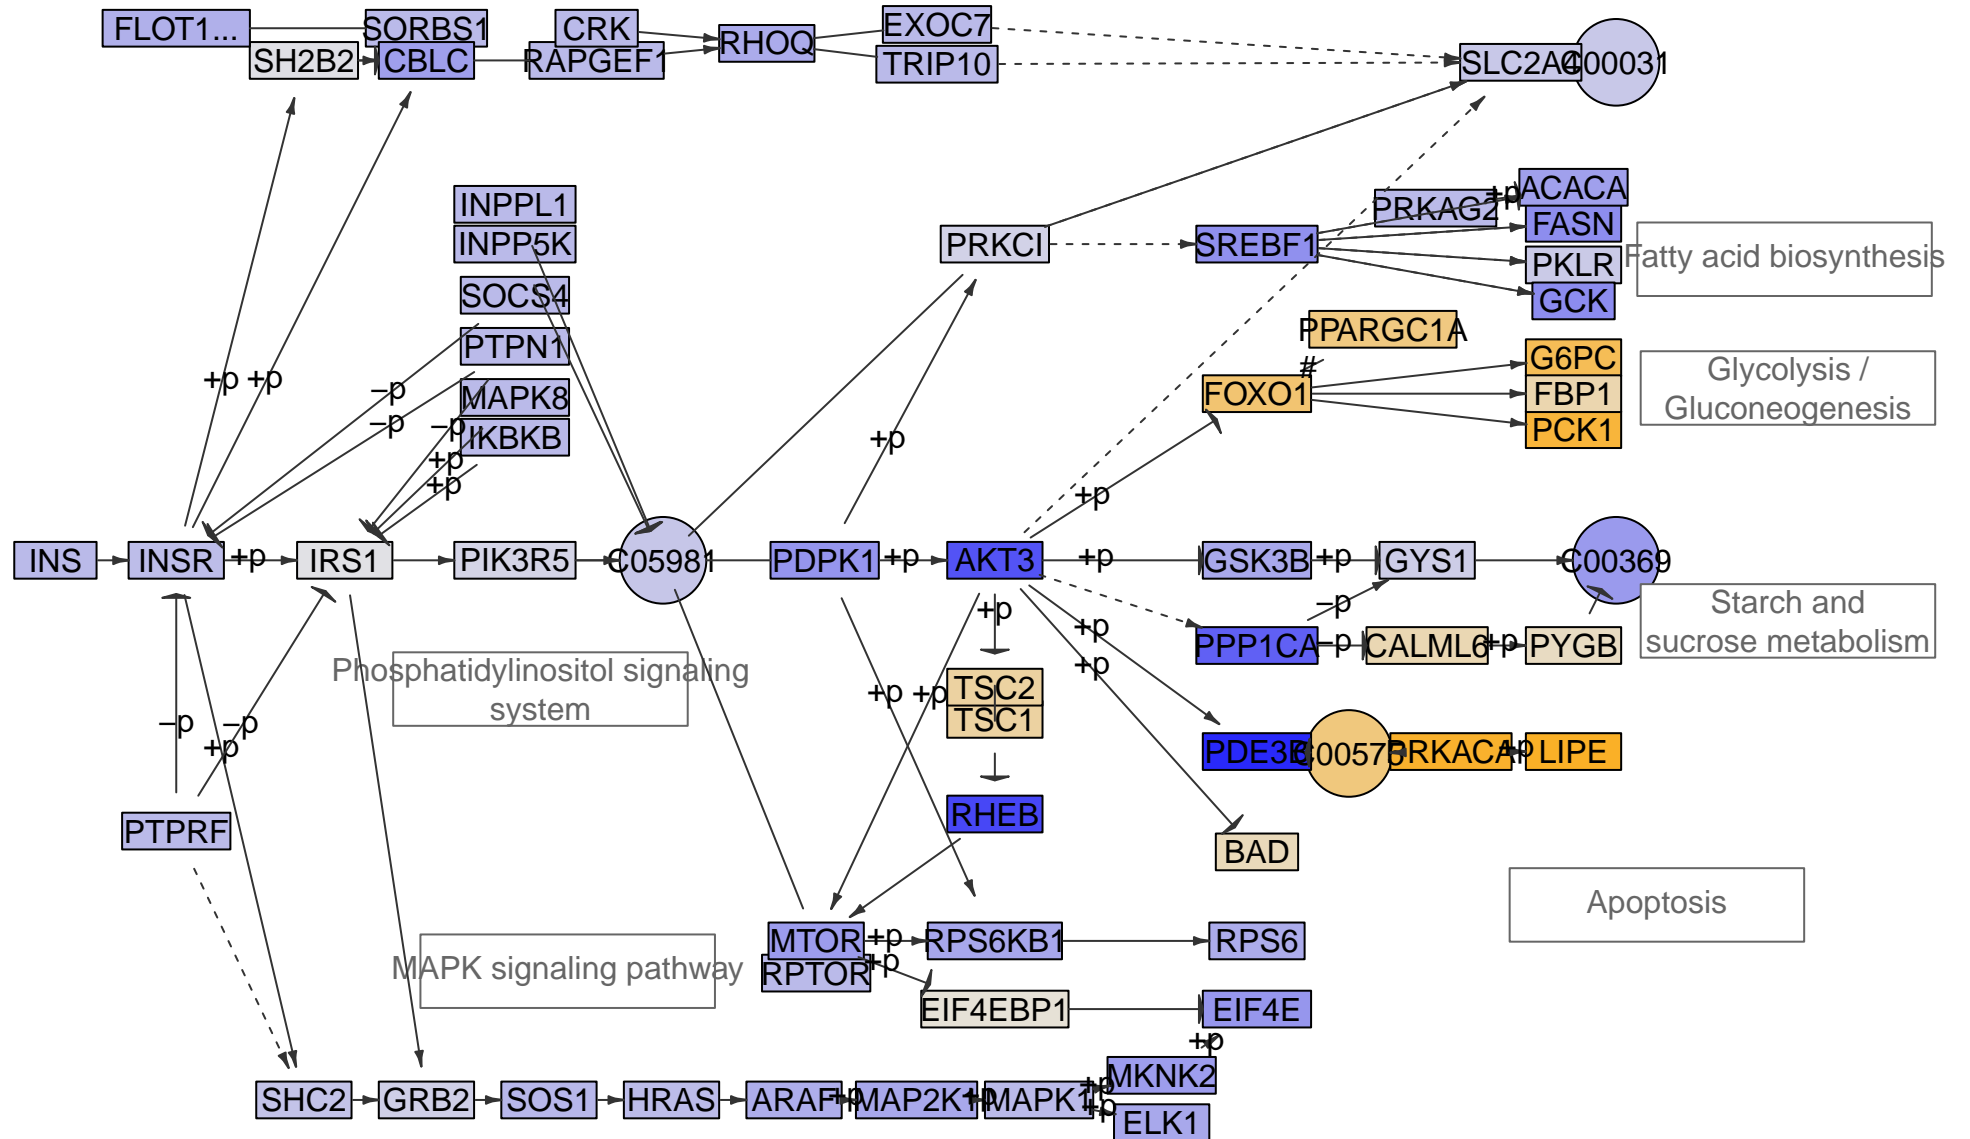 FLOT1...
SORBS1
CRK
EXOC7
SH2B2
CBLC
RAPGEF1
RHOQ
TRIP10
SLC2A4
C00031
INPPL1
INPP5K
SOCS4
PTPN1
MAPK8
IKBKB
PRKCI
SREBF1
PRKAG2
+p
ACACA
FASN
PKLR
GCK
Fatty acid biosynthesis
PPARGC1A
#
FOXO1
G6PC
FBP1
PCK1
Glycolysis /
Gluconeogenesis
+p
+p
−p
−p
−p
+p
+p
+p
+p
INS
INSR
+p
IRS1
PIK3R5
C05981
PDPK1
+p
AKT3
+p
GSK3B
+p
GYS1
C00369
−p
+p
+p
+p
PPP1CA
−p
CALML6
+p
PYGB
Starch and
sucrose metabolism
Phosphatidylinositol signaling
system
−p
−p
+p
+p
+p
TSC2
TSC1
PDE3B
C00575
PRKACA
+p
LIPE
PTPRF
RHEB
BAD
Apoptosis
MAPK signaling pathway
MTOR
RPTOR
+p
+p
RPS6KB1
RPS6
EIF4EBP1
EIF4E
+p
SHC2
GRB2
SOS1
HRAS
ARAF
+p
MAP2K1
+p
MAPK1
+p
+p
MKNK2
ELK1